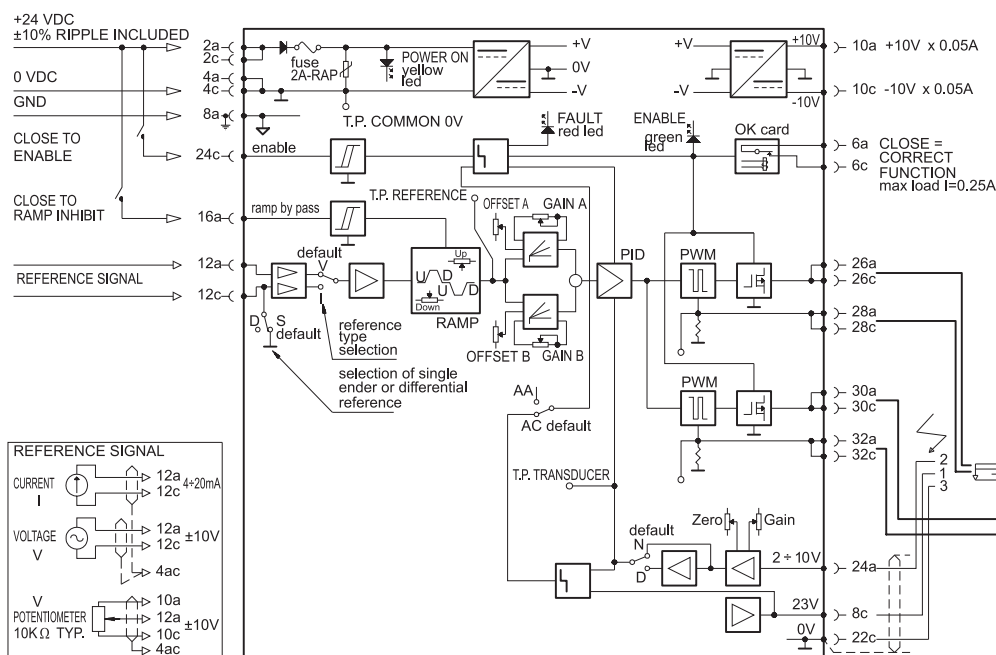 +24 VDC
±10% RIPPLE INCLUDED
0 VDC
GND
CLOSE TO
ENABLE
CLOSE TO
RAMP INHIBIT
REFERENCE SIGNAL
2a
2c
4a
4c
8a
24c
16a
12a
12c
fuse
2A-RAP
POWER ON
yellow
led
+V
0V
-V
+V
-V
+10V
-10V
10a +10V x 0.05A
10c -10V x 0.05A
T.P. COMMON 0V
FAULT
red led
ENABLE
green
led
OK card
6a CLOSE =
6c CORRECT
FUNCTION
max load I=0.25A
enable
ramp by pass
T.P. REFERENCE
OFFSET A
GAIN A
default
V
I
Up
U D
U D
Down
RAMP
OFFSET B
GAIN B
PID
PWM
26a
26c
28a
28c
D S
default
reference
type
selection
selection of single
ender or differential
reference
AA
AC default
PWM
30a
30c
32a
32c
T.P. TRANSDUCER
2
1
3
default
N
D
Zero
Gain
2 ÷ 10V
24a
23V
8c
0V
22c
REFERENCE SIGNAL
CURRENT
I
12a
12c
4÷20mA
VOLTAGE
V
12a
12c
±10V
4ac
V
POTENTIOMETER
10KΩ TYP.
10a
12a
10c
4ac
±10V